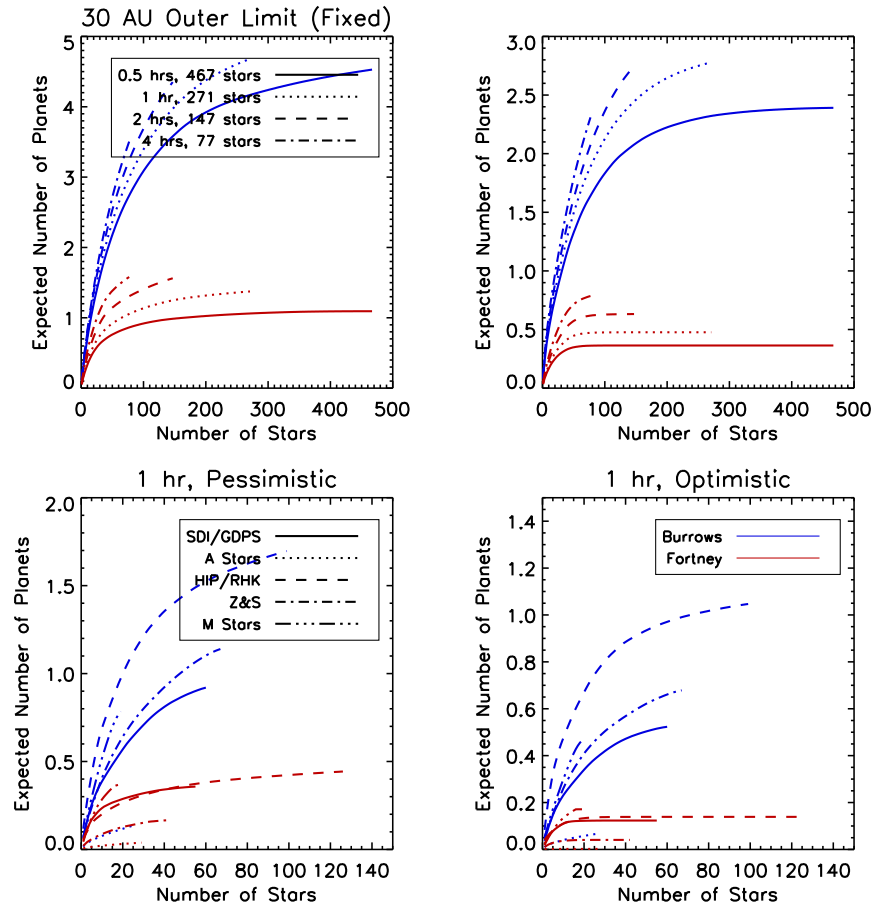 30 AU Outer Limit (Fixed)
5
4
3
2
1
0
Expected Number of Planets
0.5 hrs, 467 stars
1 hr, 271 stars
2 hrs, 147 stars
4 hrs, 77 stars
0 100 200 300 400 500
Number of Stars
3.0
2.5
2.0
1.5
1.0
0.5
0.0
Expected Number of Planets
0 100 200 300 400 500
Number of Stars
1 hr, Pessimistic
2.0
1.5
1.0
0.5
0.0
Expected Number of Planets
SDI/GDPS
A Stars
HIP/RHK
Z&S
M Stars
0 20 40 60 80 100 120 140
Number of Stars
1 hr, Optimistic
1.4
1.2
1.0
0.8
0.6
0.4
0.2
0.0
Expected Number of Planets
Burrows
Fortney
0 20 40 60 80 100 120 140
Number of Stars